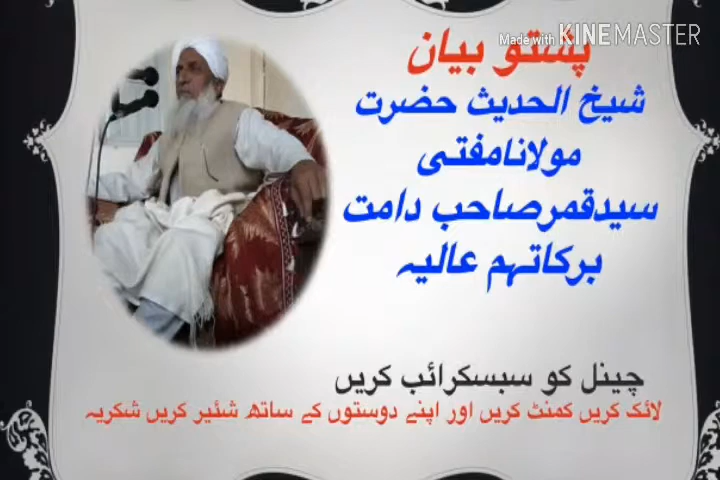 Made with KINEMASTER
پشتو بیان
شیخ الحدیث حضرت
مولانامفتی
سیدقمرصاحب دامت
برکاتہم عالیہ
چینل کو سبسکرائب کریں
لائک کریں کمنٹ کریں اور اپنے دوستوں کے ساتھ شئیر کریں شکریہ